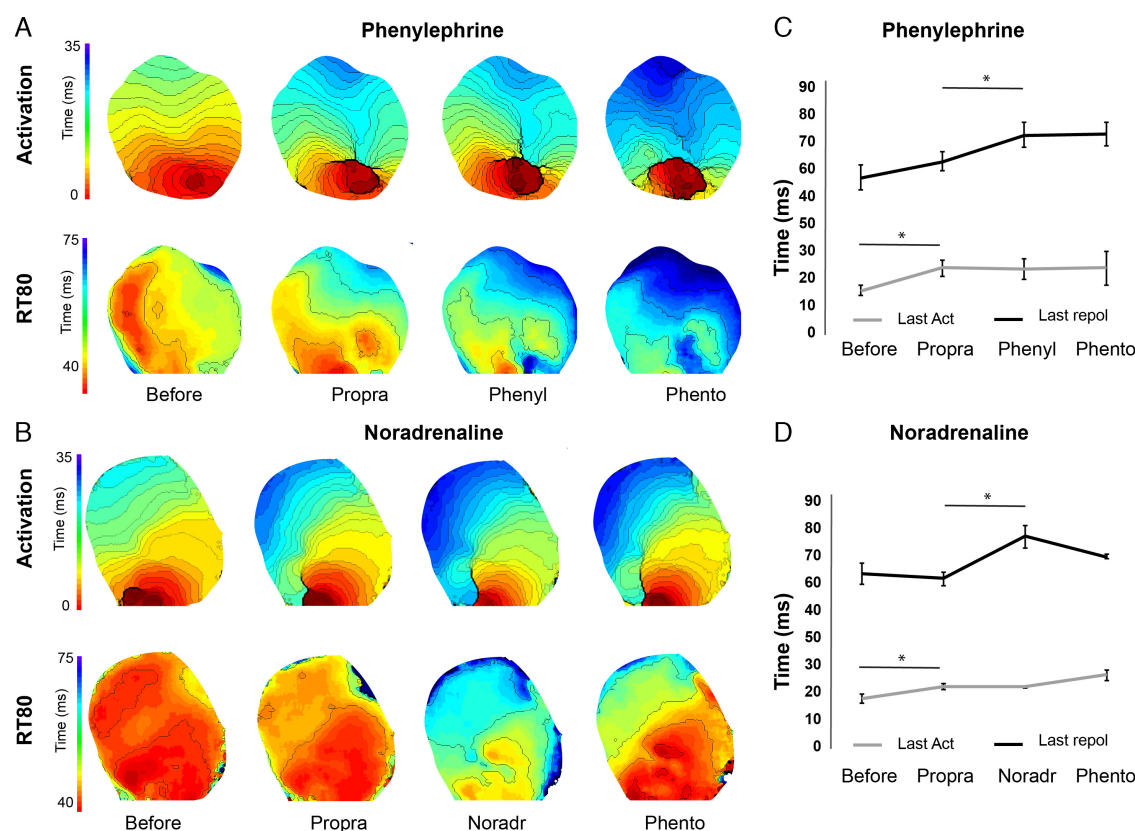 A
Phenylephrine
Activation
Time (ms)
35
0
RT80
Time (ms)
75
40
Before
Propra
Phenyl
Phento
B
Noradrenaline
Activation
Time (ms)
35
0
RT80
Time (ms)
75
40
Before
Propra
Noradr
Phento
C
Phenylephrine
Time (ms)
90
80
70
60
40
50
30
20
10
0
*
*
Last Act
Last repol
Before
Propra
Phenyl
Phento
D
Noradrenaline
Time (ms)
90
80
70
60
40
50
30
20
10
0
*
*
Last Act
Last repol
Before
Propra
Noradr
Phento